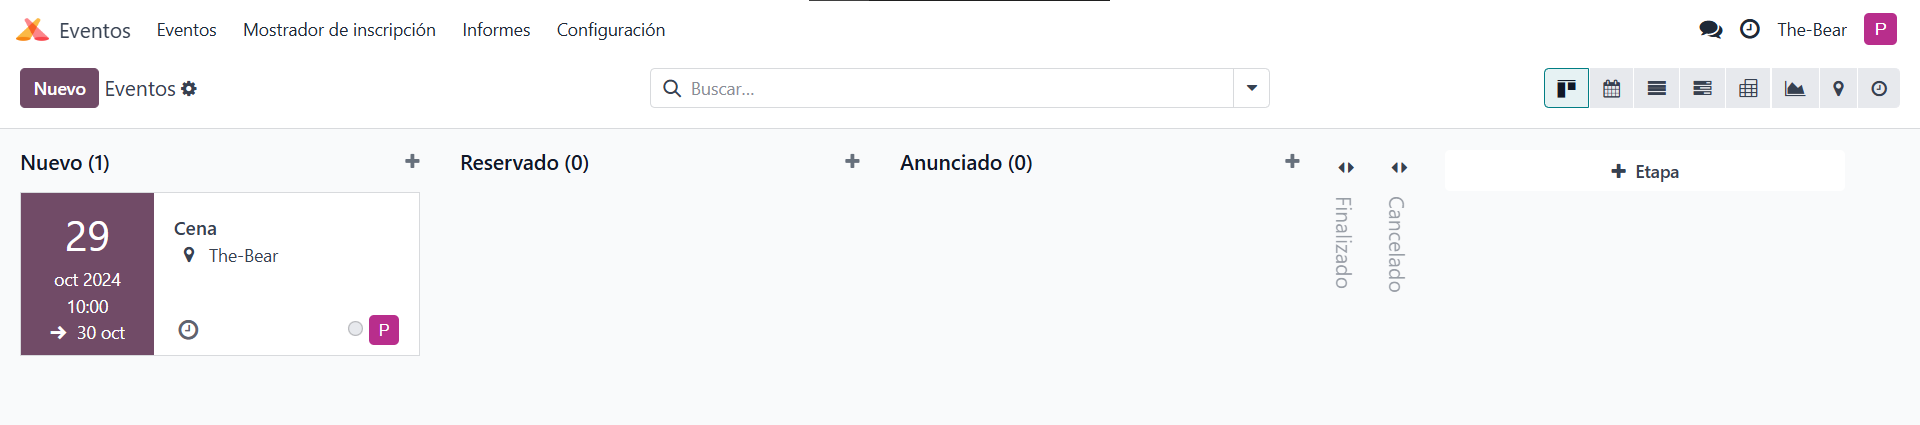 Eventos Eventos Mostrador de inscripción Informes Configuración The-Bear P
Nuevo Eventos Buscar...
Nuevo (1) Reservado (0) Anunciado (0) Etapa
Finalizado
Cancelado
29
oct 2024
10:00
30 oct
Cena
The-Bear
P